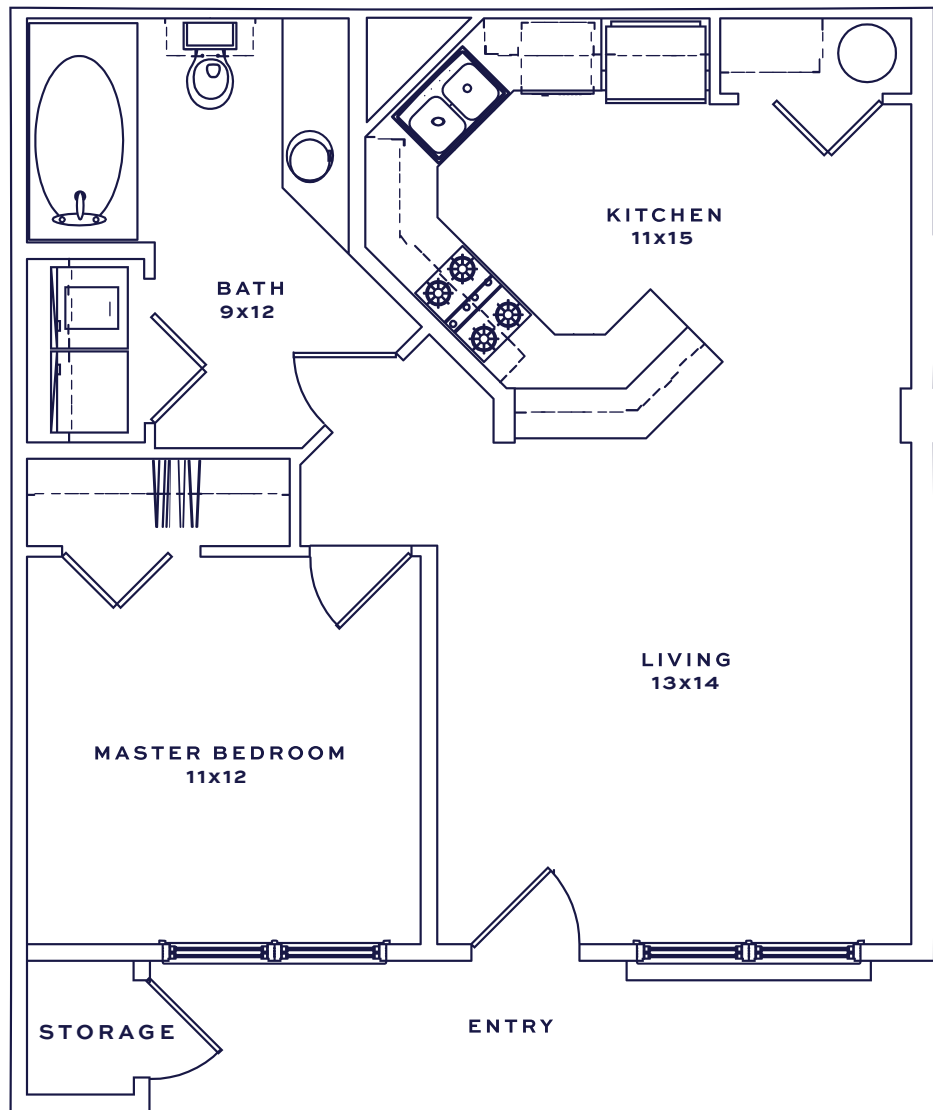 KITCHEN
11x15
BATH
9x12
LIVING
13x14
MASTER BEDROOM
11x12
STORAGE
ENTRY